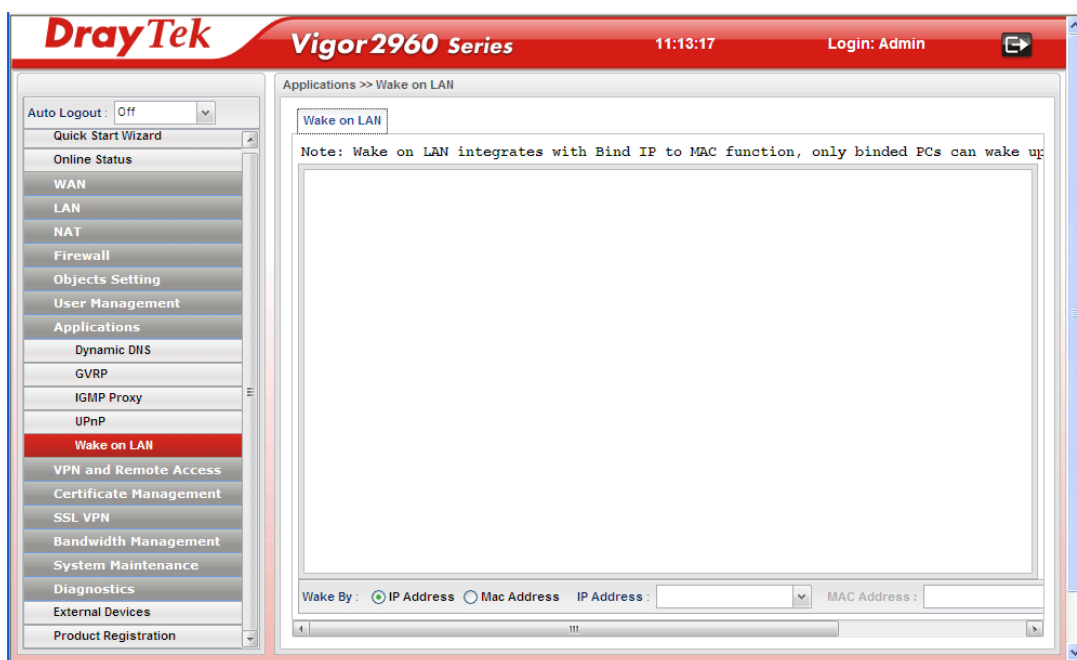 DrayTek
Vigor2960 Series
11:13:17
Login: Admin
Auto Logout : Off
Quick Start Wizard
Online Status
WAN
LAN
NAT
Firewall
Objects Setting
User Management
Applications
Dynamic DNS
GVRP
IGMP Proxy
UPnP
Wake on LAN
VPN and Remote Access
Certificate Management
SSL VPN
Bandwidth Management
System Maintenance
Diagnostics
External Devices
Product Registration
Applications >> Wake on LAN
Wake on LAN
Note: Wake on LAN integrates with Bind IP to MAC function, only binded PCs can wake up
Wake By : IP Address Mac Address IP Address : MAC Address :